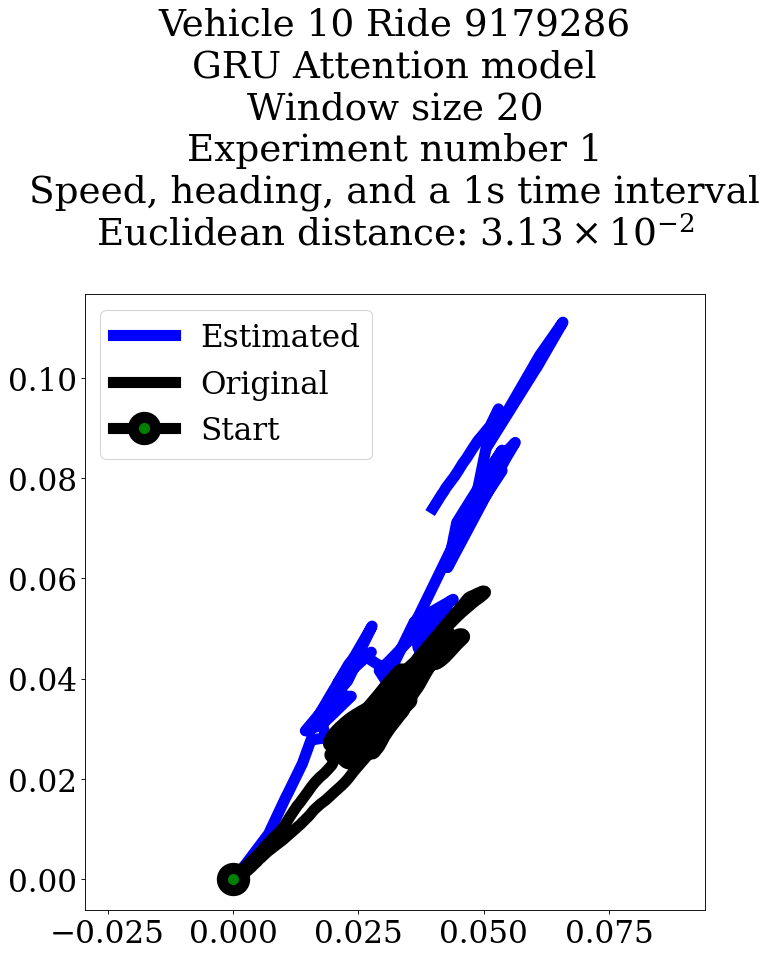 Vehicle 10 Ride 9179286
GRU Attention model
Window size 20
Experiment number 1
Speed, heading, and a 1s time interval
Euclidean distance: 3.13 × 10⁻²
Estimated
Original
Start
0.10
0.08
0.06
0.04
0.02
0.00
−0.025 0.000 0.025 0.050 0.075